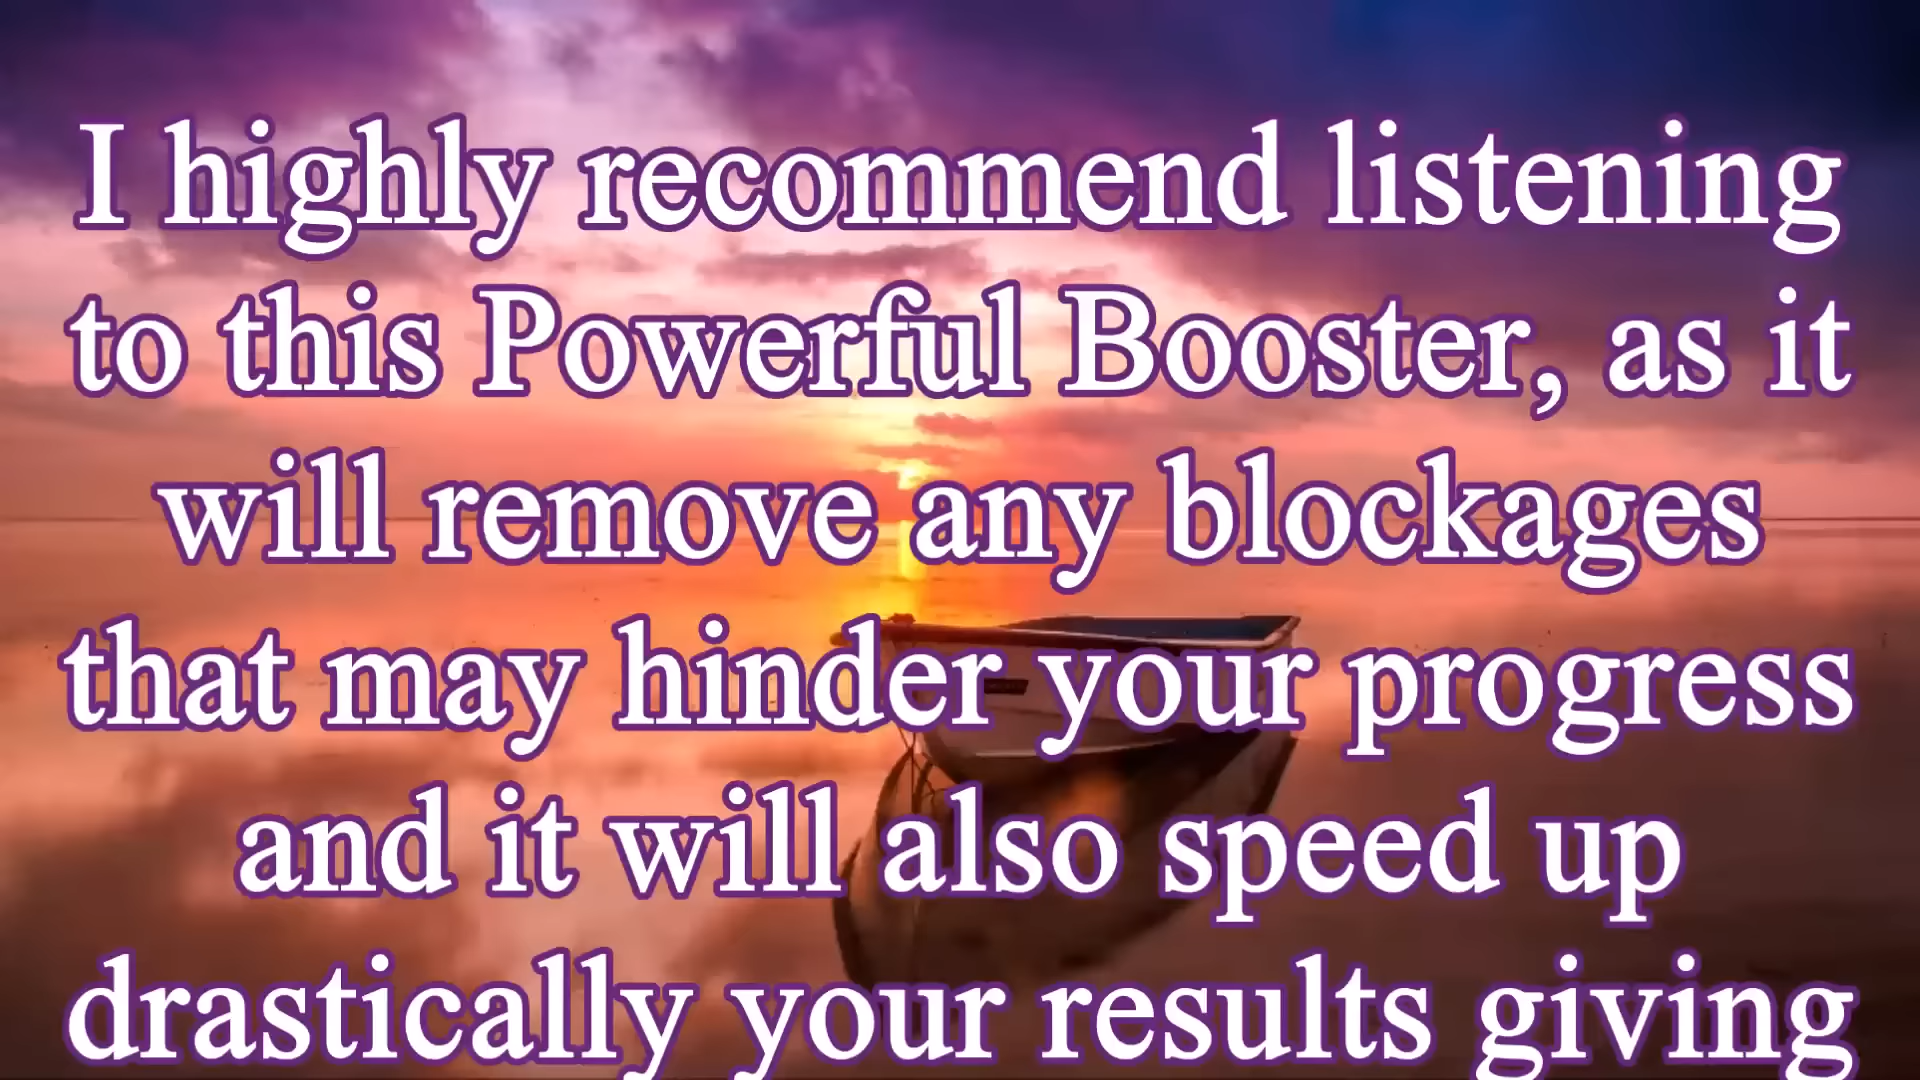 I highly recommend listening
to this Powerful Booster, as it
will remove any blockages
that may hinder your progress
and it will also speed up
drastically your results giving